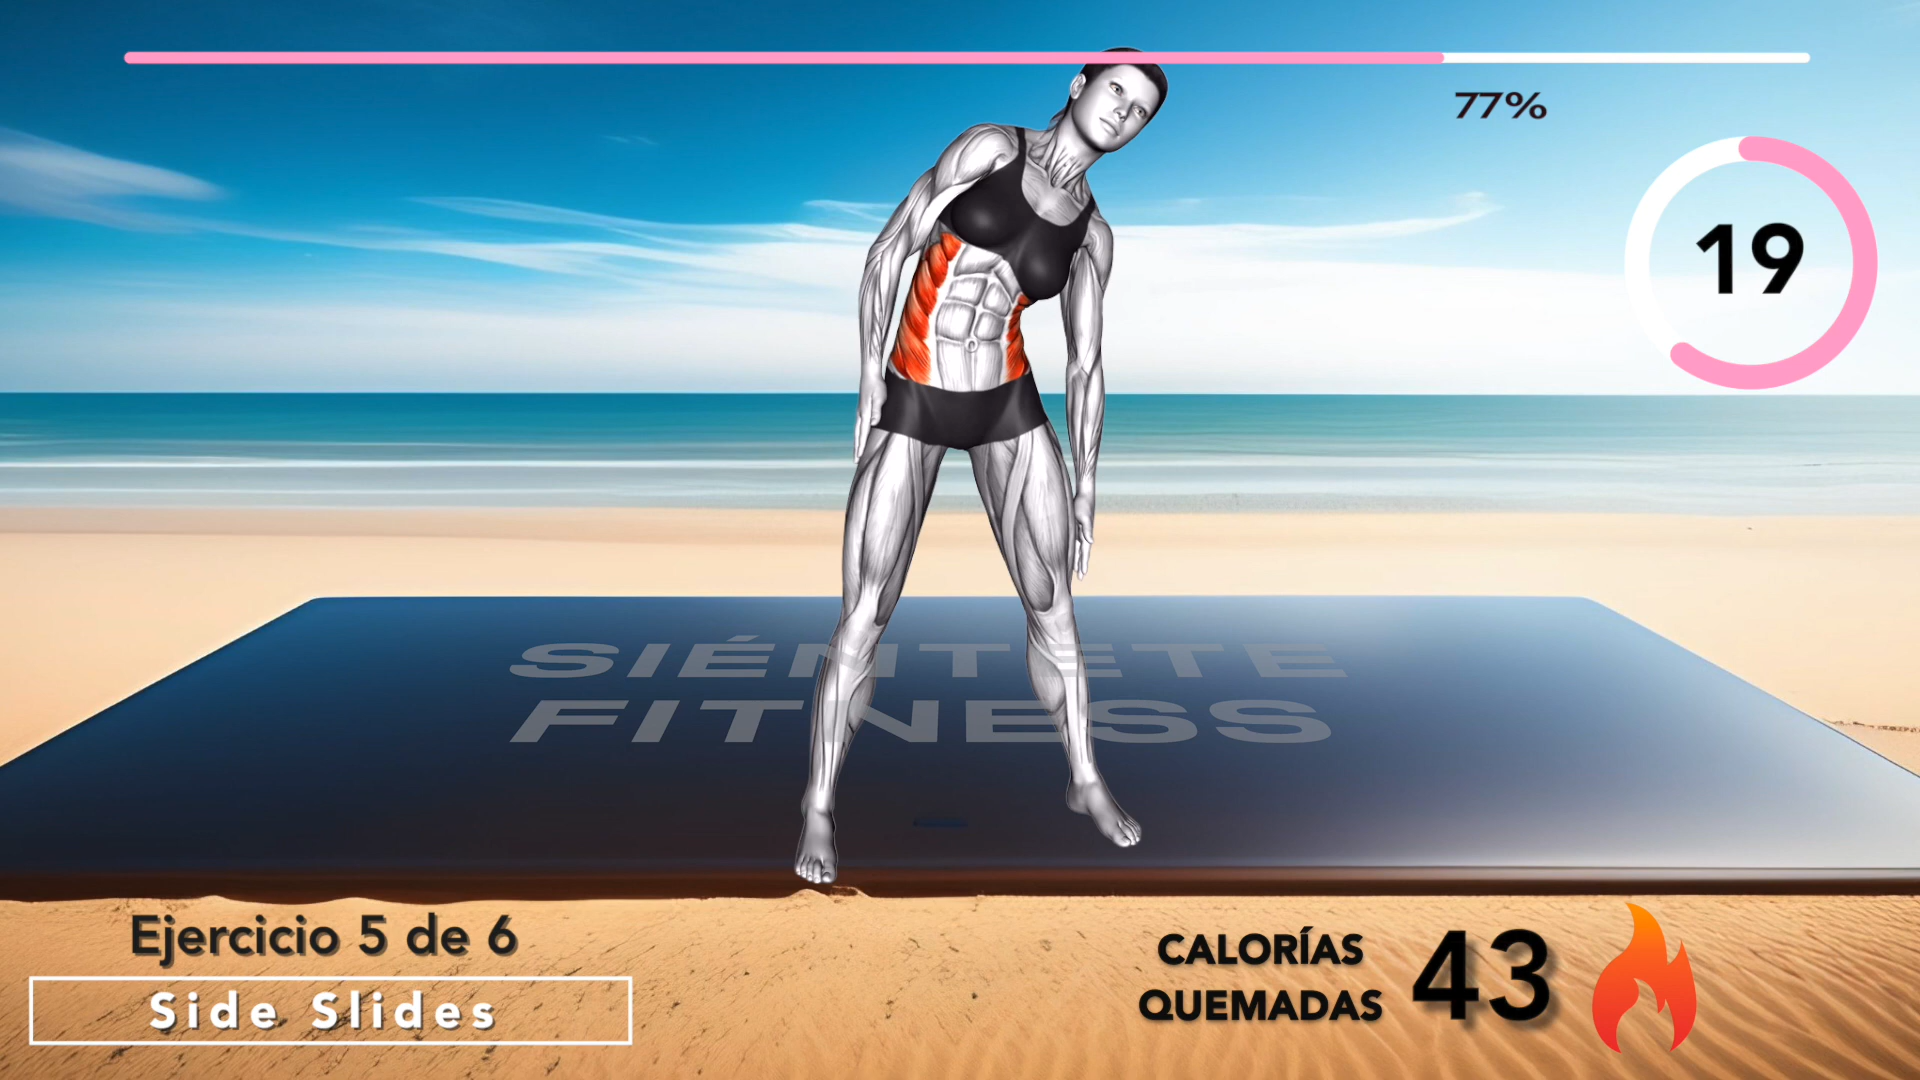 77%
19
SIÉNTETE
FITNESS
Ejercicio 5 de 6
Side Slides
CALORÍAS
QUEMADAS
43